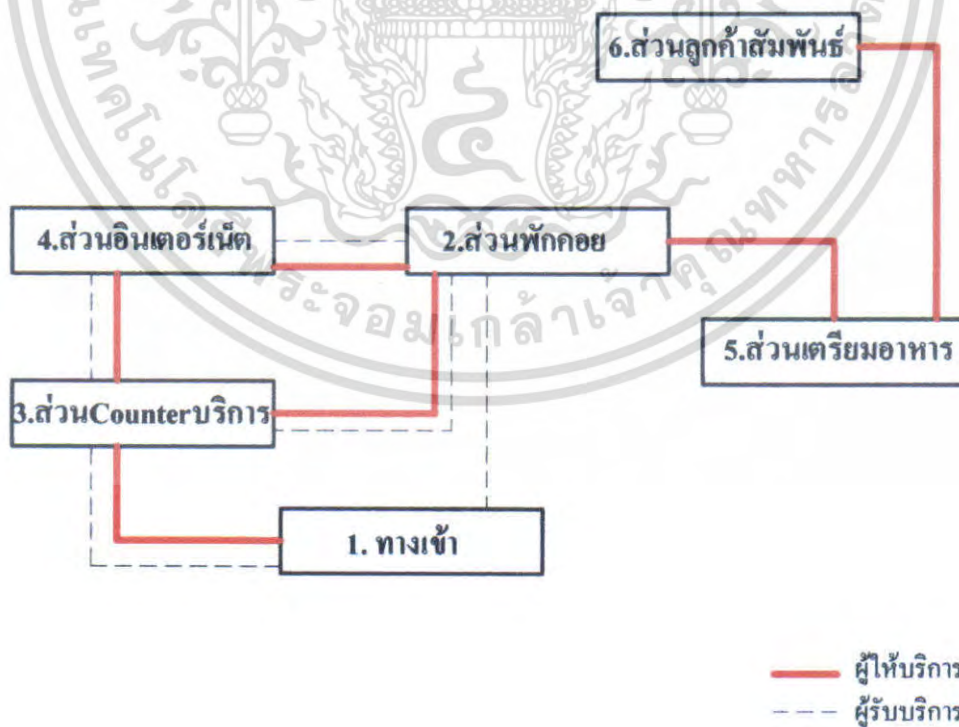 6.ส่วนลูกค้าสัมพันธ์
4.ส่วนอินเตอร์เน็ต
2.ส่วนพักคอย
5.ส่วนเตรียมอาหาร
3.ส่วนCounterบริการ
1. ทางเข้า
ผู้ให้บริการ
ผู้รับบริการ